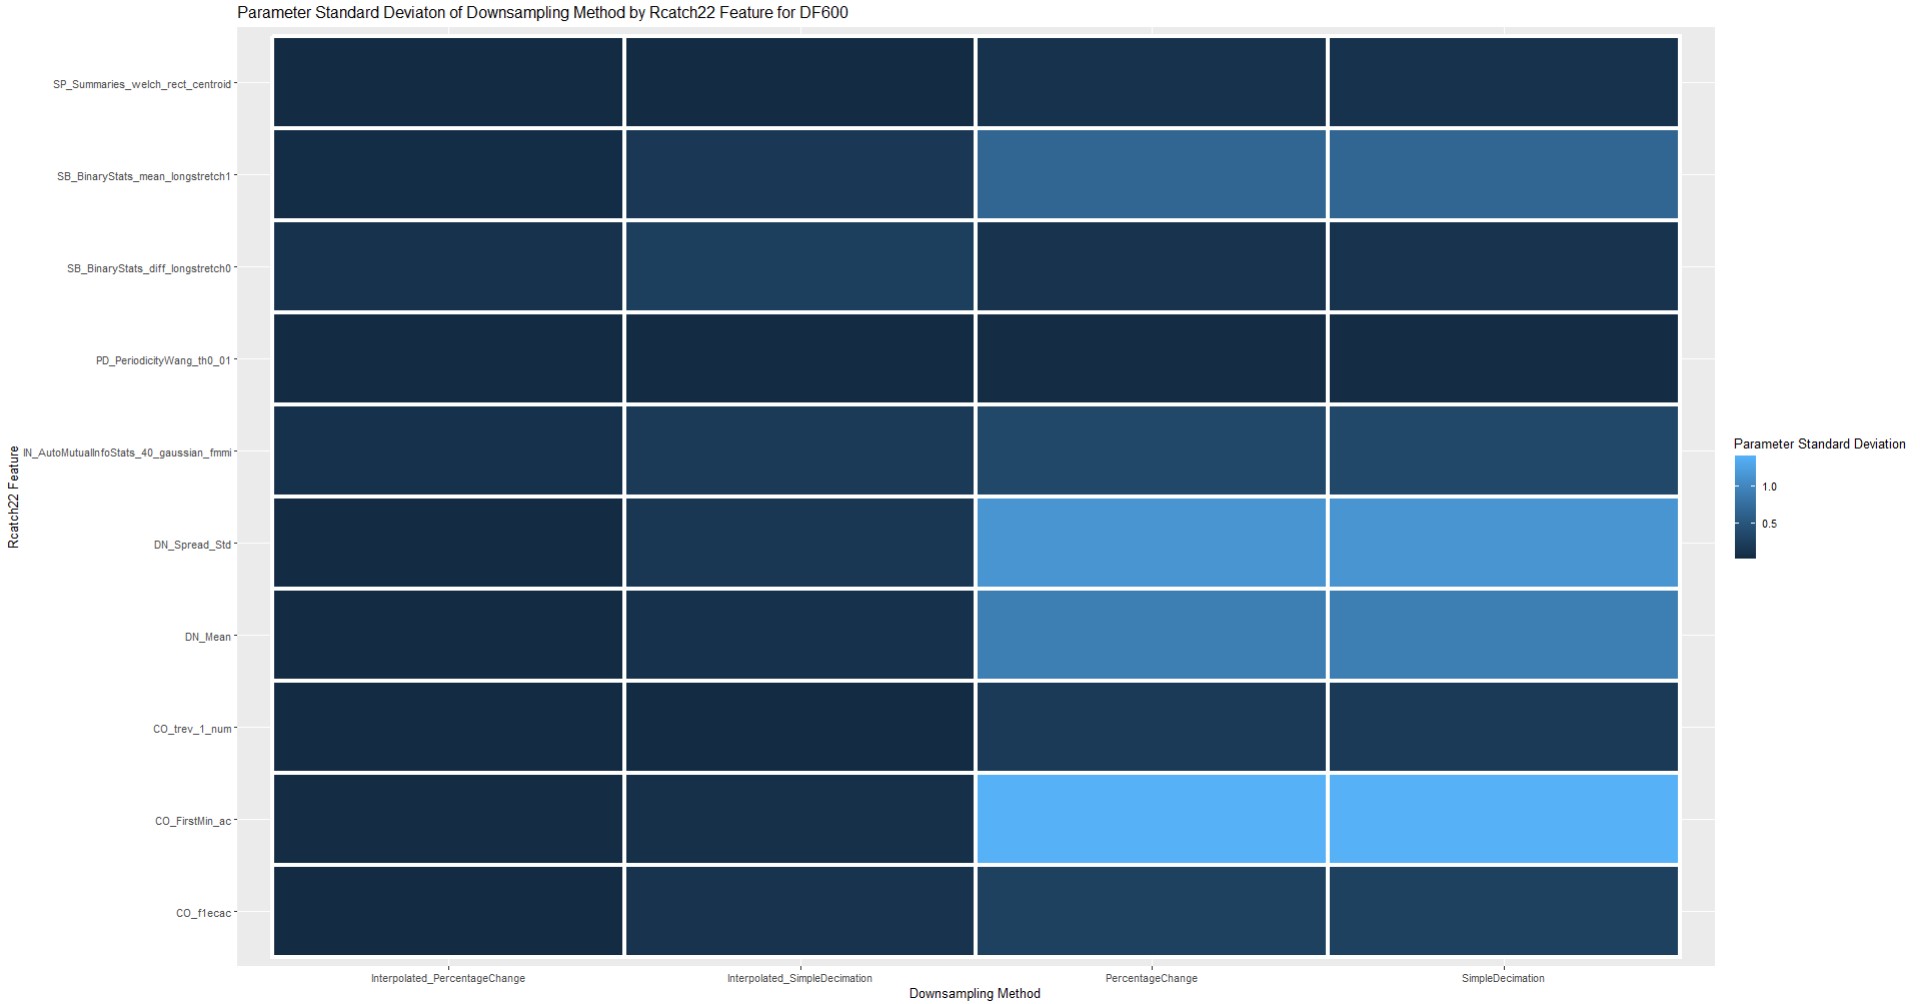 Parameter Standard Deviaton of Downsampling Method by Rcatch22 Feature for DF600
Rcatch22 Feature
SP_Summaries_welch_rect_centroid
SB_BinaryStats_mean_longstretch1
SB_BinaryStats_diff_longstretch0
PD_PeriodicityWang_th0_01
IN_AutoMutualInfoStats_40_gaussian_fmmi
DN_Spread_Std
DN_Mean
CO_trev_1_num
CO_FirstMin_ac
CO_f1ecac
Interpolated_PercentageChange
Interpolated_SimpleDecimation
PercentageChange
SimpleDecimation
Downsampling Method
Parameter Standard Deviation
1.0
0.5